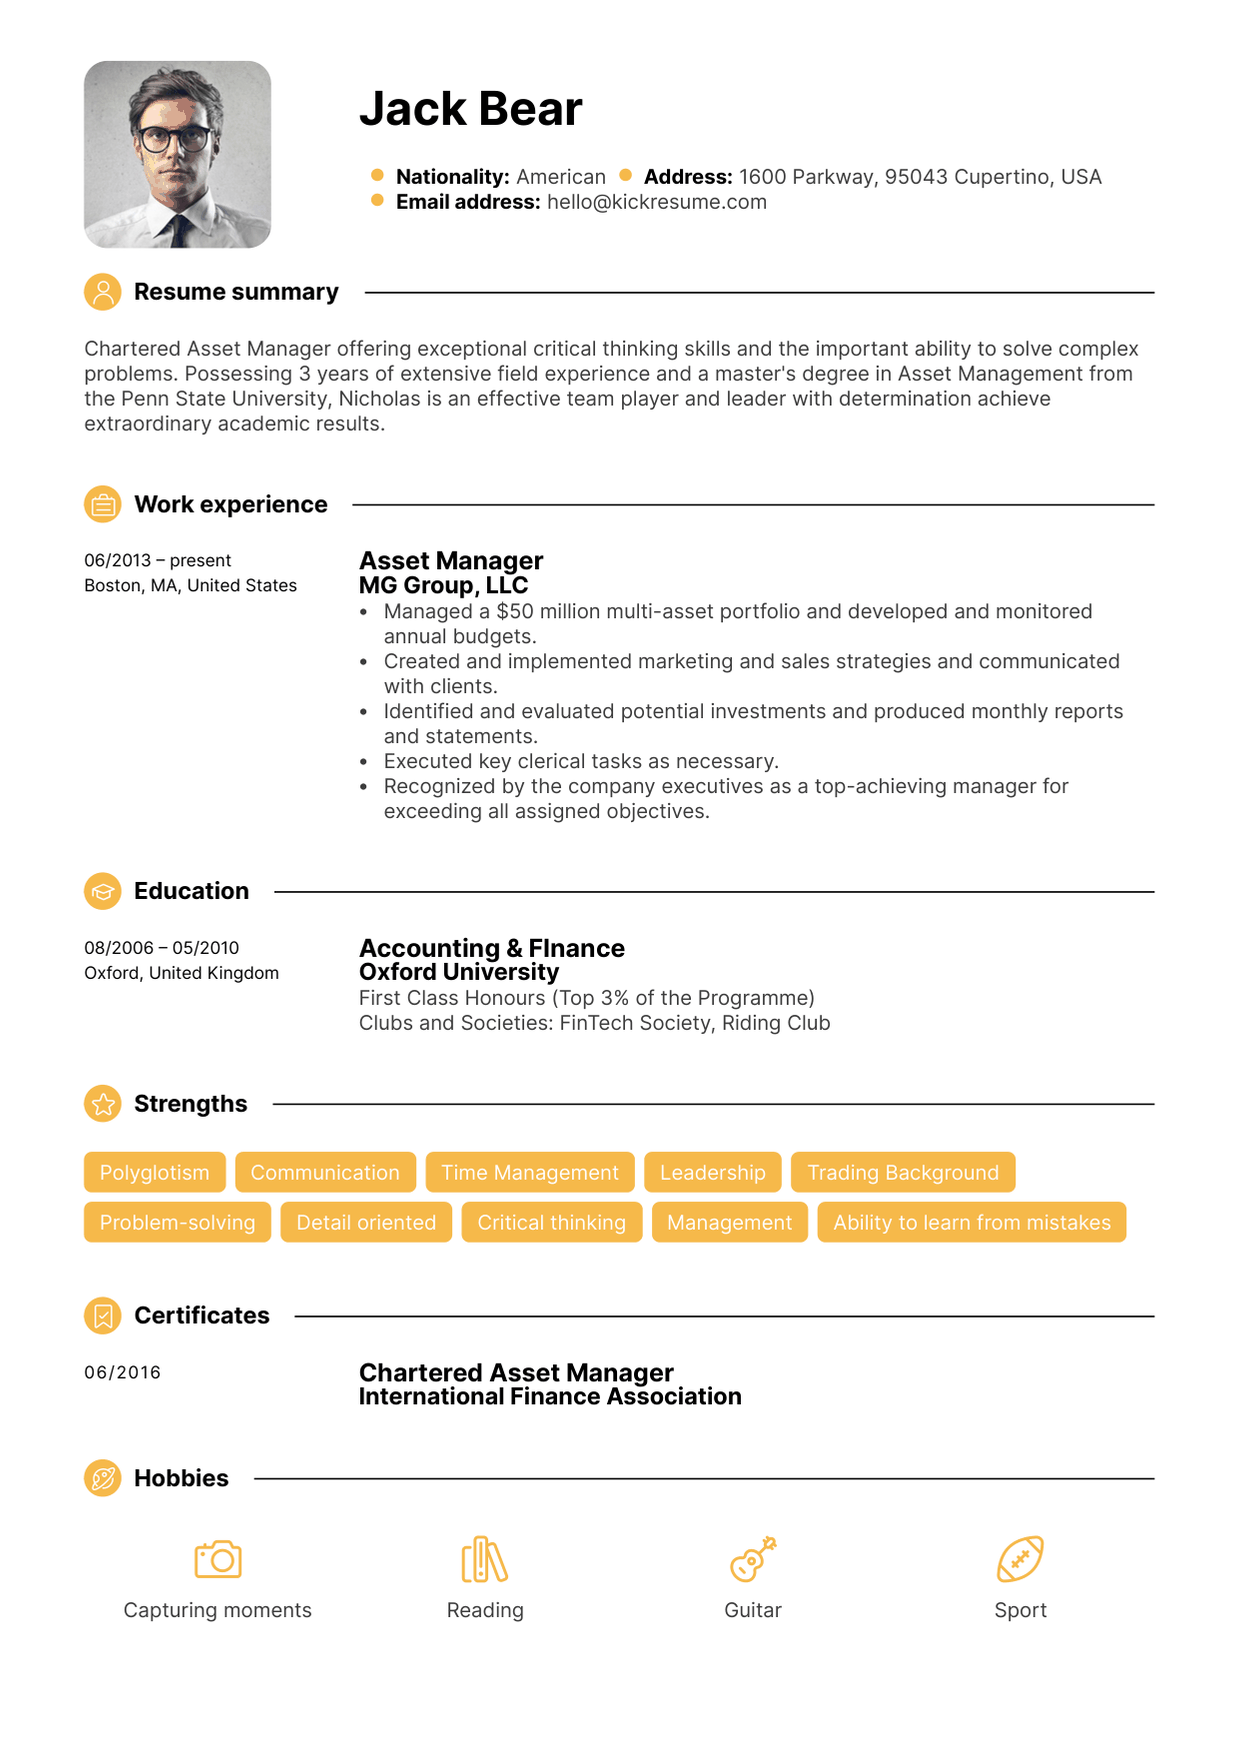 Jack Bear
Nationality: American Address: 1600 Parkway, 95043 Cupertino, USA
Email address: hello@kickresume.com
Resume summary
Chartered Asset Manager offering exceptional critical thinking skills and the important ability to solve complex
problems. Possessing 3 years of extensive field experience and a master's degree in Asset Management from
the Penn State University, Nicholas is an effective team player and leader with determination achieve
extraordinary academic results.
Work experience
06/2013 – present
Boston, MA, United States
Asset Manager
MG Group, LLC
• Managed a $50 million multi-asset portfolio and developed and monitored
annual budgets.
• Created and implemented marketing and sales strategies and communicated
with clients.
• Identified and evaluated potential investments and produced monthly reports
and statements.
• Executed key clerical tasks as necessary.
• Recognized by the company executives as a top-achieving manager for
exceeding all assigned objectives.
Education
08/2006 – 05/2010
Oxford, United Kingdom
Accounting & FInance
Oxford University
First Class Honours (Top 3% of the Programme)
Clubs and Societies: FinTech Society, Riding Club
Strengths
Polyglotism Communication Time Management Leadership Trading Background
Problem-solving Detail oriented Critical thinking Management Ability to learn from mistakes
Certificates
06/2016
Chartered Asset Manager
International Finance Association
Hobbies
Capturing moments Reading Guitar Sport